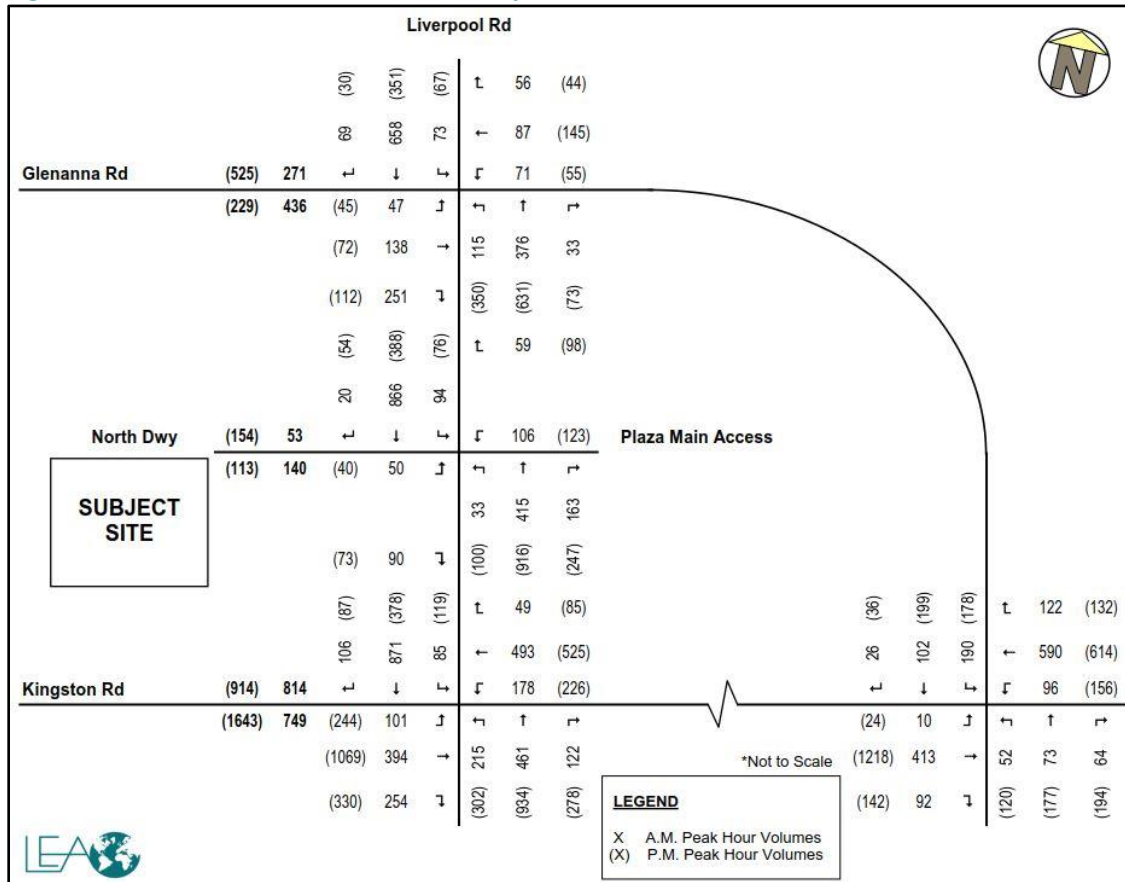 Liverpool Rd
N
(30) (351) (67) ↰ 56 (44)
69 658 73 ← 87 (145)
Glenanna Rd (525) 271 ↵ ↓ ↳ ↓ 71 (55)
(229) 436 (45) 47 ↑ ↰ ↑ ↱
(72) 138 → 115 376 33
(112) 251 ↴ (350) (631) (73)
(54) (388) (76) ↰ 59 (98)
20 866 94
North Dwy (154) 53 ↵ ↓ ↳ ↓ 106 (123) Plaza Main Access
(113) 140 (40) 50 ↑ ↰ ↑ ↱
SUBJECT
SITE
33 415 163
(73) 90 ↴ (100) (916) (247)
(87) (378) (119) ↰ 49 (85) (36) (199) (178) ↰ 122 (132)
106 871 85 ← 493 (525) 26 102 190 ← 590 (614)
Kingston Rd (914) 814 ↵ ↓ ↳ ↓ 178 (226) ↵ ↓ ↳ ↓ 96 (156)
(1643) 749 (244) 101 ↑ ↰ ↑ ↱ (24) 10 ↑ ↰ ↑ ↱
(1069) 394 → 215 461 122 *Not to Scale (1218) 413 → 52 73 64
(330) 254 ↴ (302) (934) (278) (142) 92 ↴ (120) (177) (194)
LEGEND
X A.M. Peak Hour Volumes
(X) P.M. Peak Hour Volumes
LEA